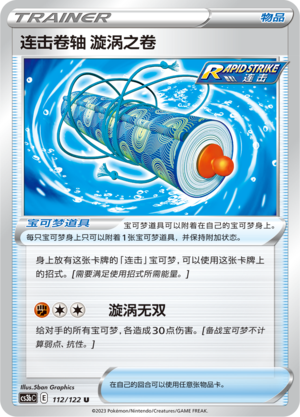 TRAINER 物品
连击卷轴 漩涡之卷
RAPID STRIKE
连击
宝可梦道具 宝可梦道具可以附着在自己的宝可梦身上。
每只宝可梦身上只可以附着1张宝可梦道具,并保持附加状态。
身上放有这张卡牌的「连击」宝可梦,可以使用这张卡牌上
的招式。[需要满足使用招式所需能量。]
漩涡无双
给对手的所有宝可梦,各造成30点伤害。[备战宝可梦不计
算弱点、抗性。]
Illus.5ban Graphics
cs3bC E 112/122 U
在自己的回合可以使用任意张物品卡。
©2023 Pokémon/Nintendo/Creatures/GAME FREAK.